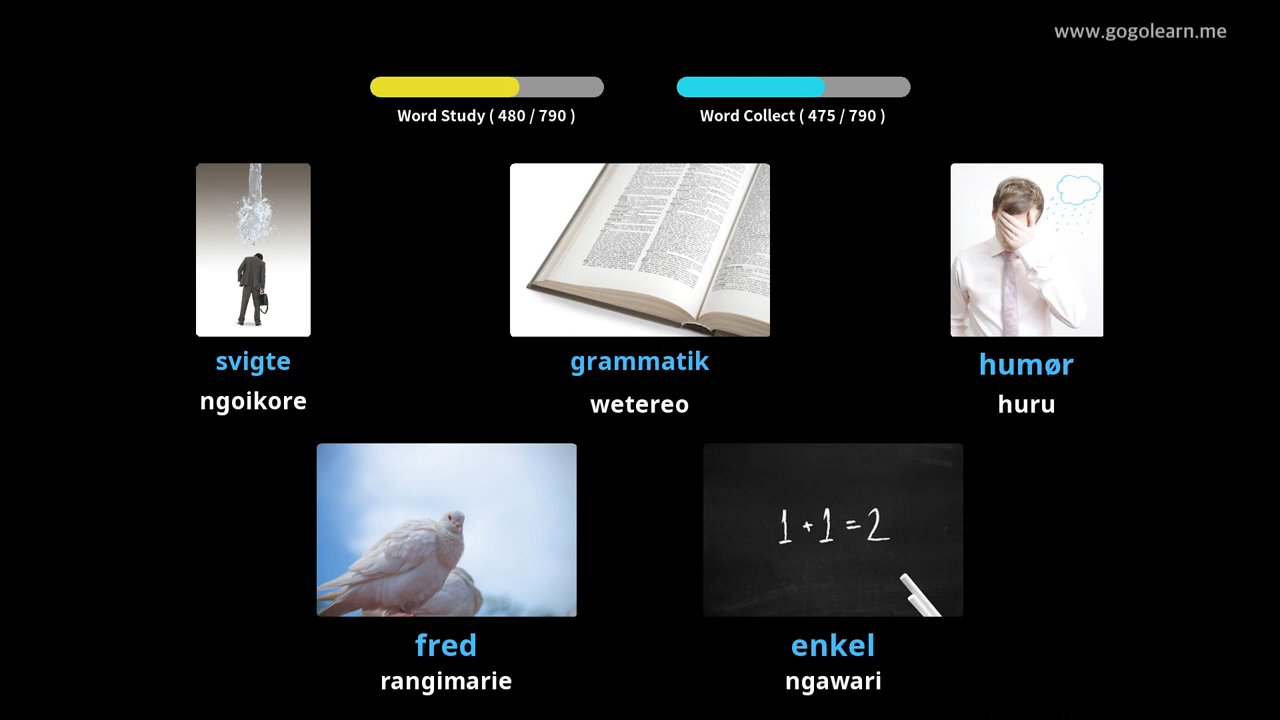 www.gogolearn.me
Word Study ( 480 / 790 )
Word Collect ( 475 / 790 )
svigte
ngoikore
grammatik
wetereo
humør
huru
1 + 1 = 2
fred
rangimarie
enkel
ngawari